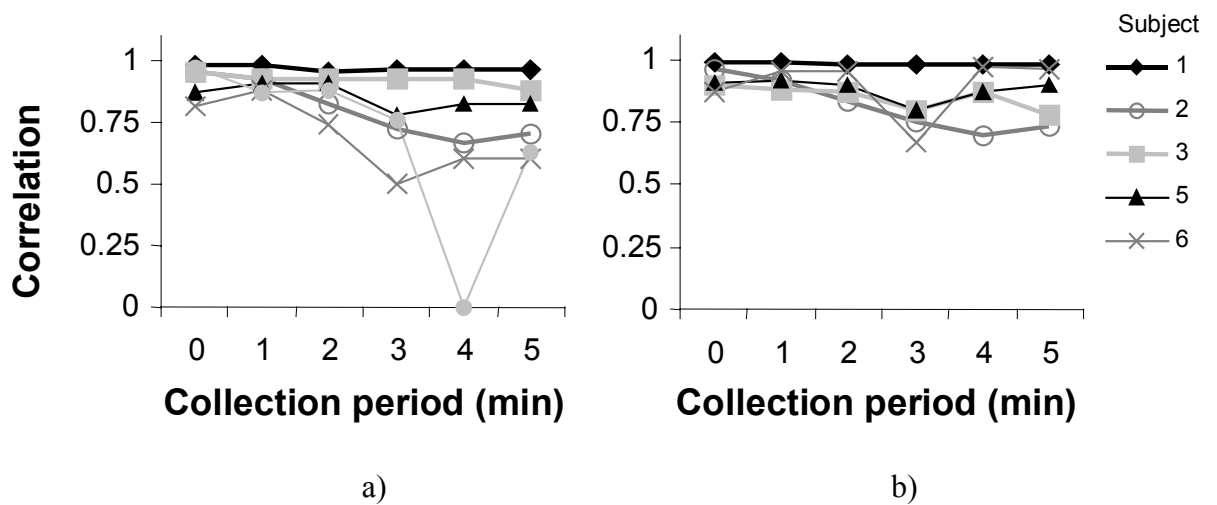 Subject
1
2
3
5
6
Correlation
1
0.75
0.5
0.25
0
0 1 2 3 4 5
Collection period (min)
a)
1
0.75
0.5
0.25
0
0 1 2 3 4 5
Collection period (min)
b)